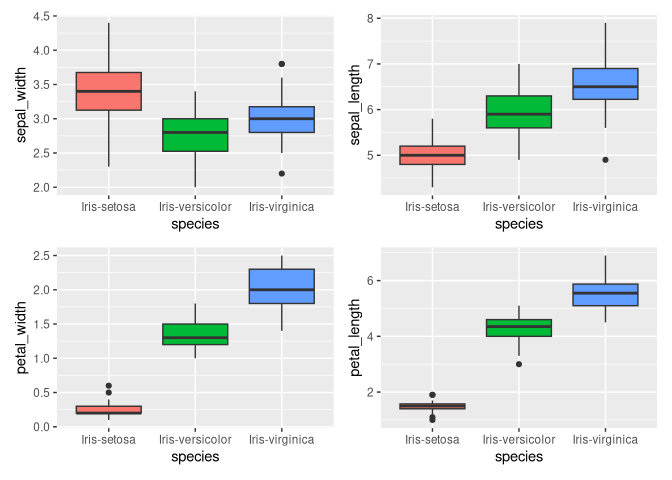 sepal_width
4.5
4.0
3.5
3.0
2.5
2.0
Iris-setosa Iris-versicolor Iris-virginica
species
sepal_length
8
7
6
5
Iris-setosa Iris-versicolor Iris-virginica
species
petal_width
2.5
2.0
1.5
1.0
0.5
0.0
Iris-setosa Iris-versicolor Iris-virginica
species
petal_length
6
4
2
Iris-setosa Iris-versicolor Iris-virginica
species